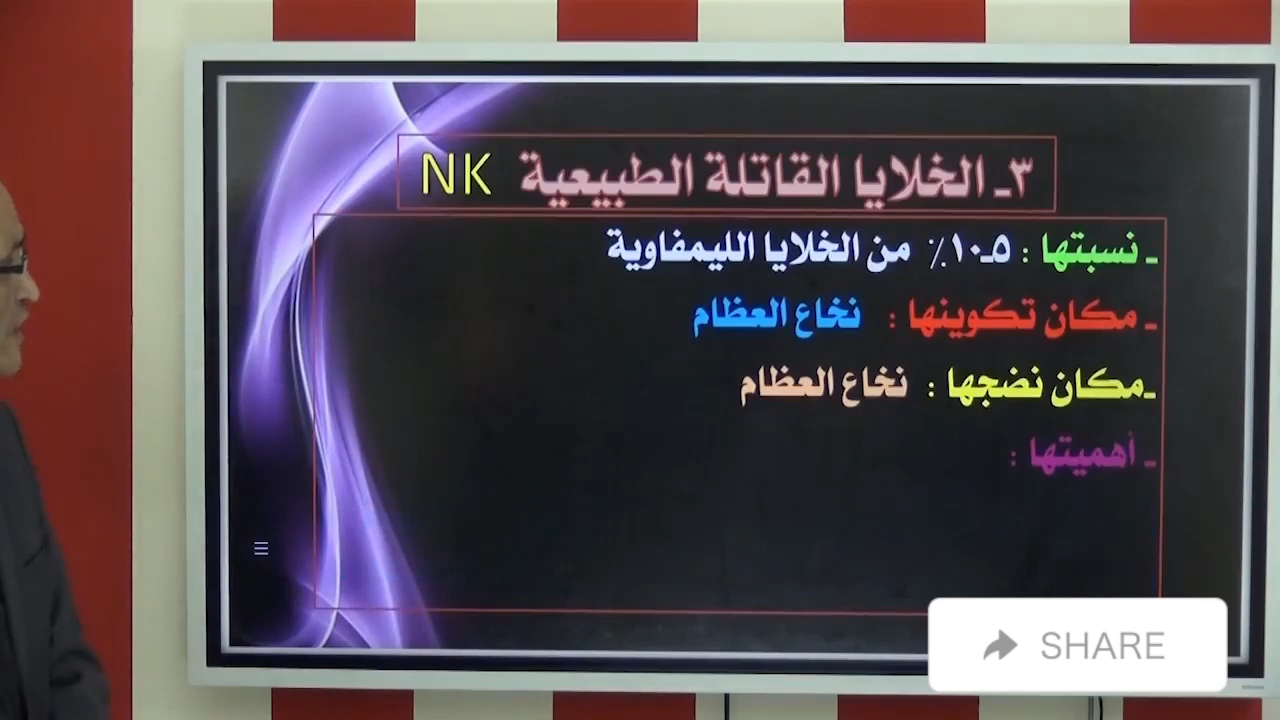 ٣ـ الخلايا القاتلة الطبيعية NK
ـ نسبتها : ٥ـ١٠٪ من الخلايا الليمفاوية
ـ مكان تكوينها : نخاع العظام
ـمكان نضجها : نخاع العظام
ـ أهميتها :
SHARE